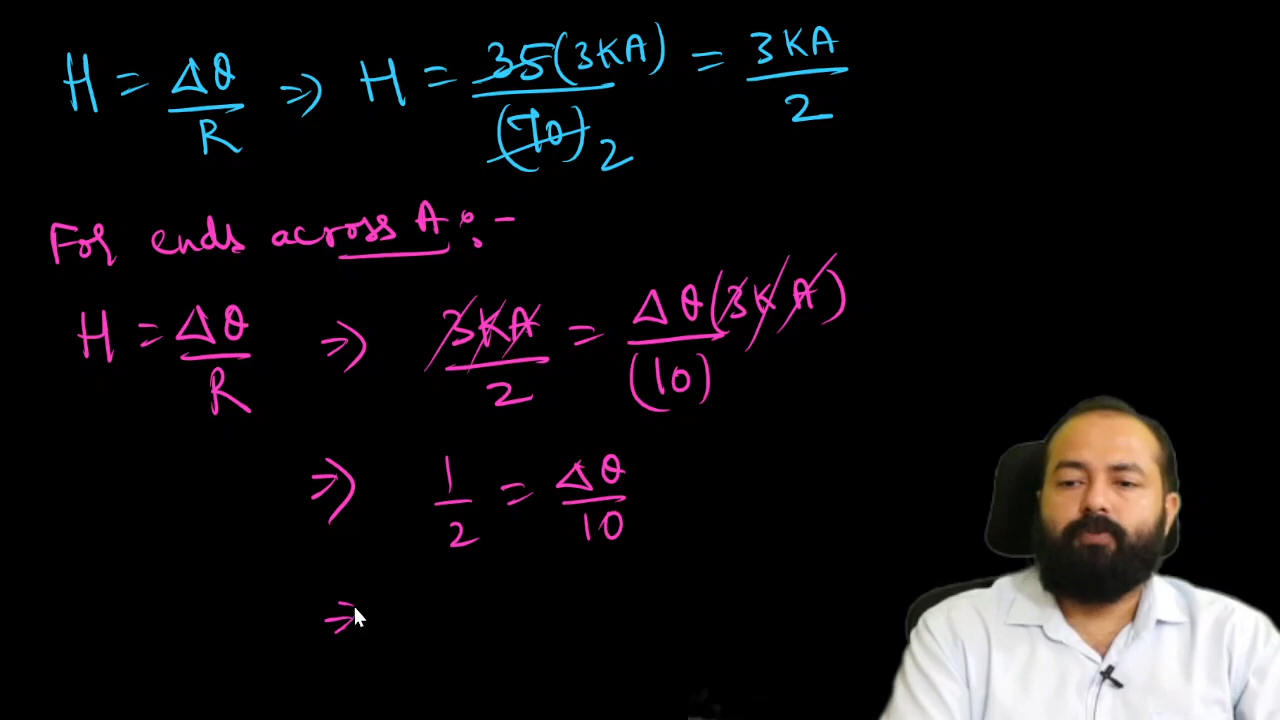 H = Δθ/R ⇒ H = 35(3KA)/(70) 2 = 3KA/2
For ends across A :-
H = Δθ/R ⇒ 3KA/2 = Δθ(3KA)/(10)
⇒ 1/2 = Δθ/10
⇒